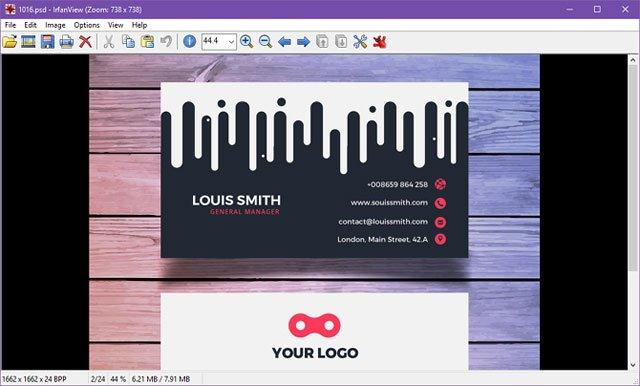 1016.psd - IrfanView (Zoom: 738 x 738)
File Edit Image Options View Help
44.4
+008659 864 258
LOUIS SMITH
www.souissmith.com
GENERAL MANAGER
contact@louissmith.com
London, Main Street, 42.A
YOUR LOGO
1662 x 1662 x 24 BPP 2/24 44 % 6.21 MB / 7.91 MB